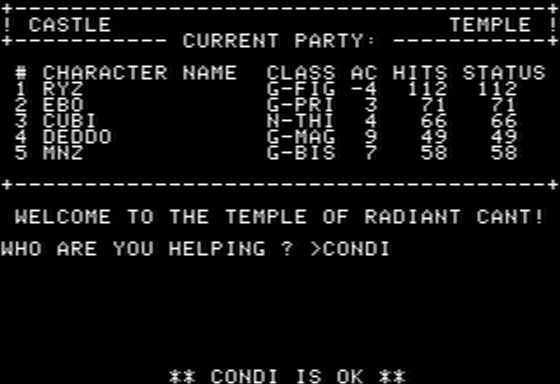 ! CASTLE TEMPLE !
CURRENT PARTY:
# CHARACTER NAME CLASS AC HITS STATUS
1 RYZ G-FIG -4 112 112
2 EBO G-PRI 3 71 71
3 CUBI N-THI 4 66 66
4 DEDDO G-MAG 9 49 49
5 MNZ G-BIS 7 58 58
WELCOME TO THE TEMPLE OF RADIANT CANT!
WHO ARE YOU HELPING ? >CONDI
** CONDI IS OK **